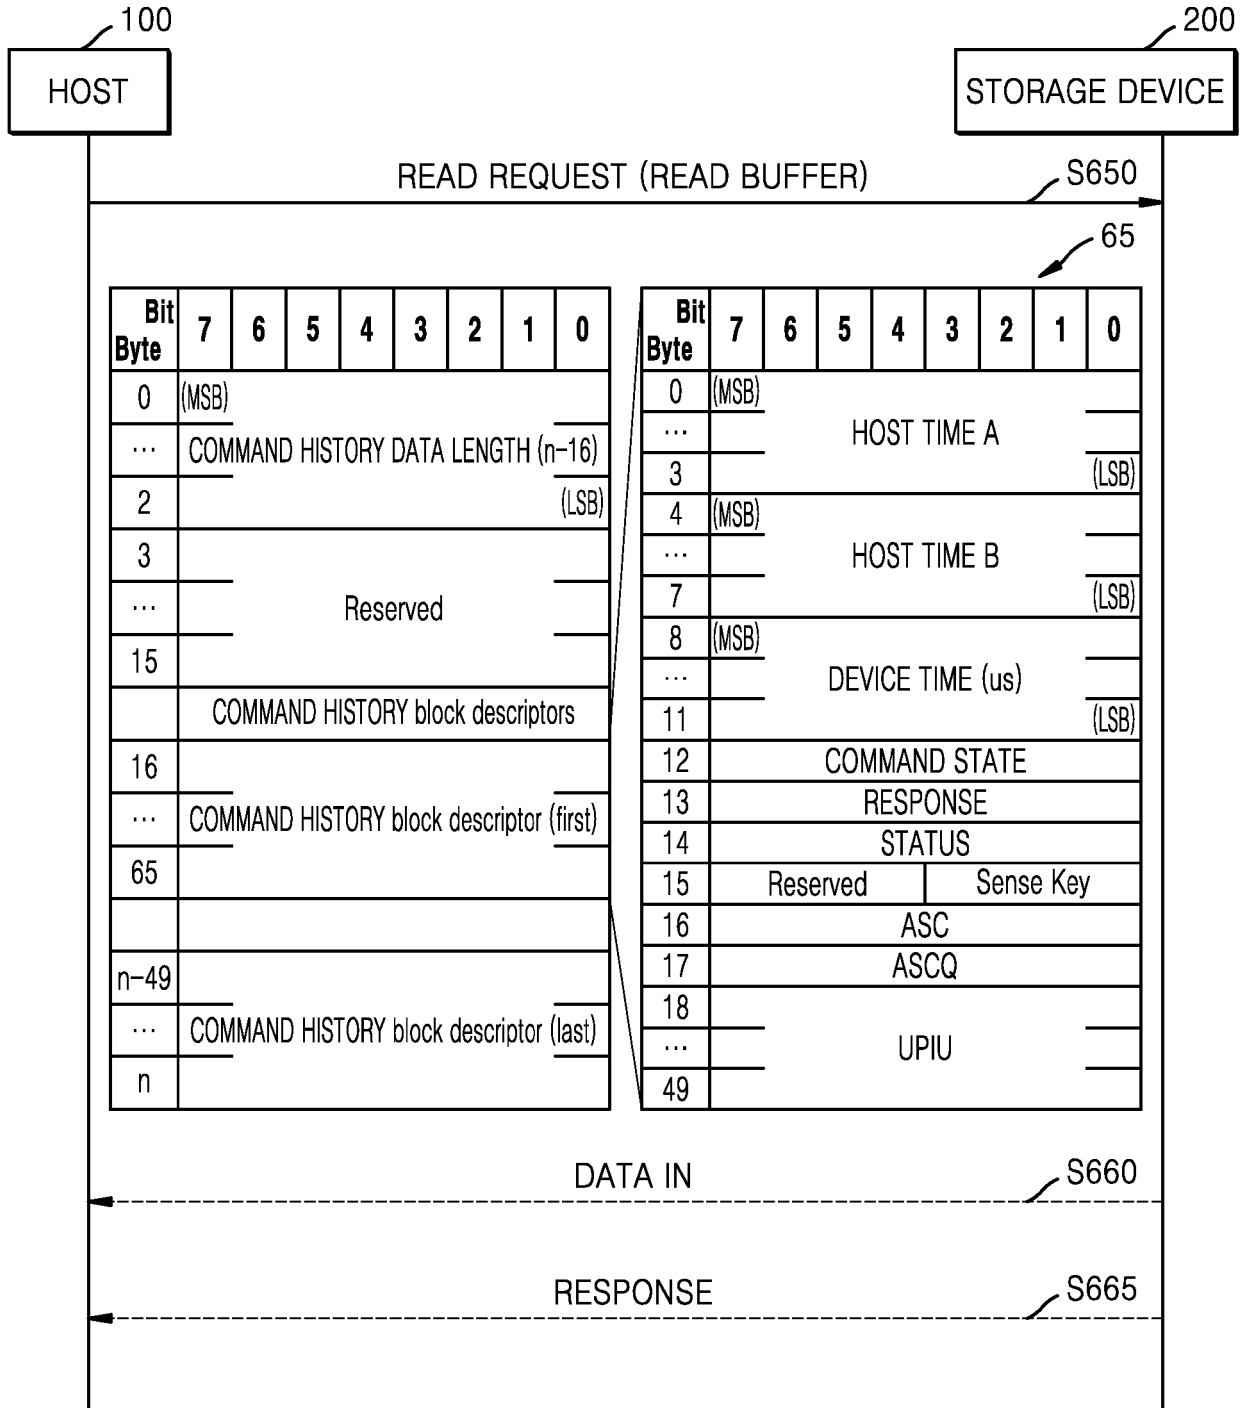 100
200
HOST
STORAGE DEVICE
READ REQUEST (READ BUFFER)
S650
65
Bit
Byte 7 6 5 4 3 2 1 0
0 (MSB)
... COMMAND HISTORY DATA LENGTH (n-16)
2 (LSB)
3
... Reserved
15
COMMAND HISTORY block descriptors
16
... COMMAND HISTORY block descriptor (first)
65
n-49
... COMMAND HISTORY block descriptor (last)
n
Bit
Byte 7 6 5 4 3 2 1 0
0 (MSB)
... HOST TIME A
3 (LSB)
4 (MSB)
... HOST TIME B
7 (LSB)
8 (MSB)
... DEVICE TIME (us)
11 (LSB)
12 COMMAND STATE
13 RESPONSE
14 STATUS
15 Reserved Sense Key
16 ASC
17 ASCQ
18
... UPIU
49
DATA IN
S660
RESPONSE
S665